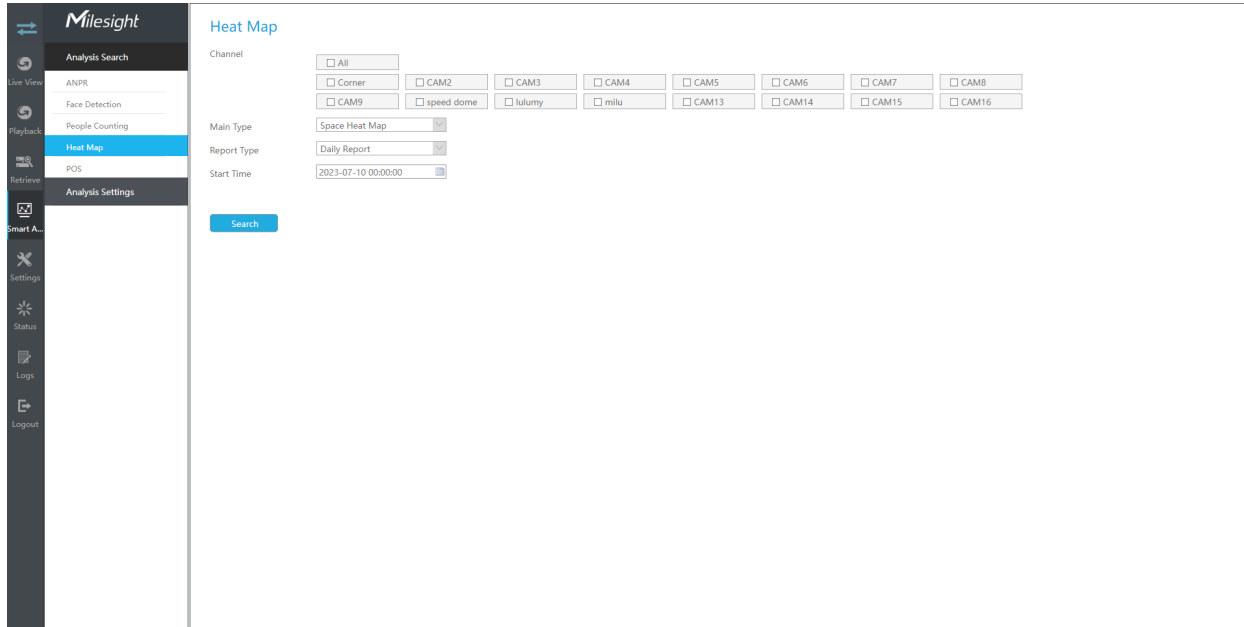 Milesight
Live View
Playback
Retrieve
Smart A...
Settings
Status
Logs
Logout
Analysis Search
ANPR
Face Detection
People Counting
Heat Map
POS
Analysis Settings
Heat Map
Channel
All
Corner CAM2 CAM3 CAM4 CAM5 CAM6 CAM7 CAM8
CAM9 speed dome lulumy milu CAM13 CAM14 CAM15 CAM16
Main Type Space Heat Map
Report Type Daily Report
Start Time 2023-07-10 00:00:00
Search